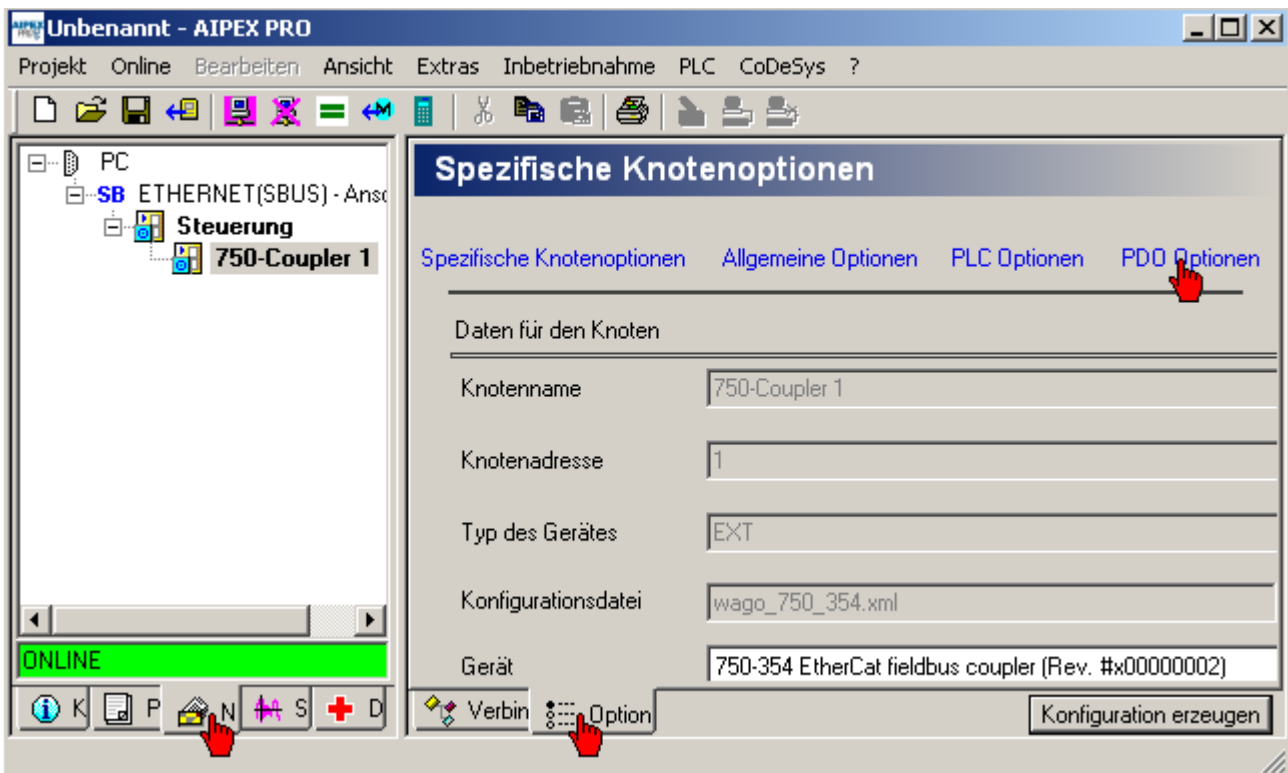 Unbenannt - AIPEX PRO
Projekt Online Bearbeiten Ansicht Extras Inbetriebnahme PLC CoDeSys ?
PC
SB ETHERNET(SBUS) - Ansc
Steuerung
750-Coupler 1
ONLINE
K P N S D
Spezifische Knotenoptionen
Spezifische Knotenoptionen Allgemeine Optionen PLC Optionen PDO Optionen
Daten für den Knoten
Knotenname 750-Coupler 1
Knotenadresse 1
Typ des Gerätes EXT
Konfigurationsdatei wago_750_354.xml
Gerät 750-354 EtherCat fieldbus coupler (Rev. #x00000002)
Verbin Option Konfiguration erzeugen